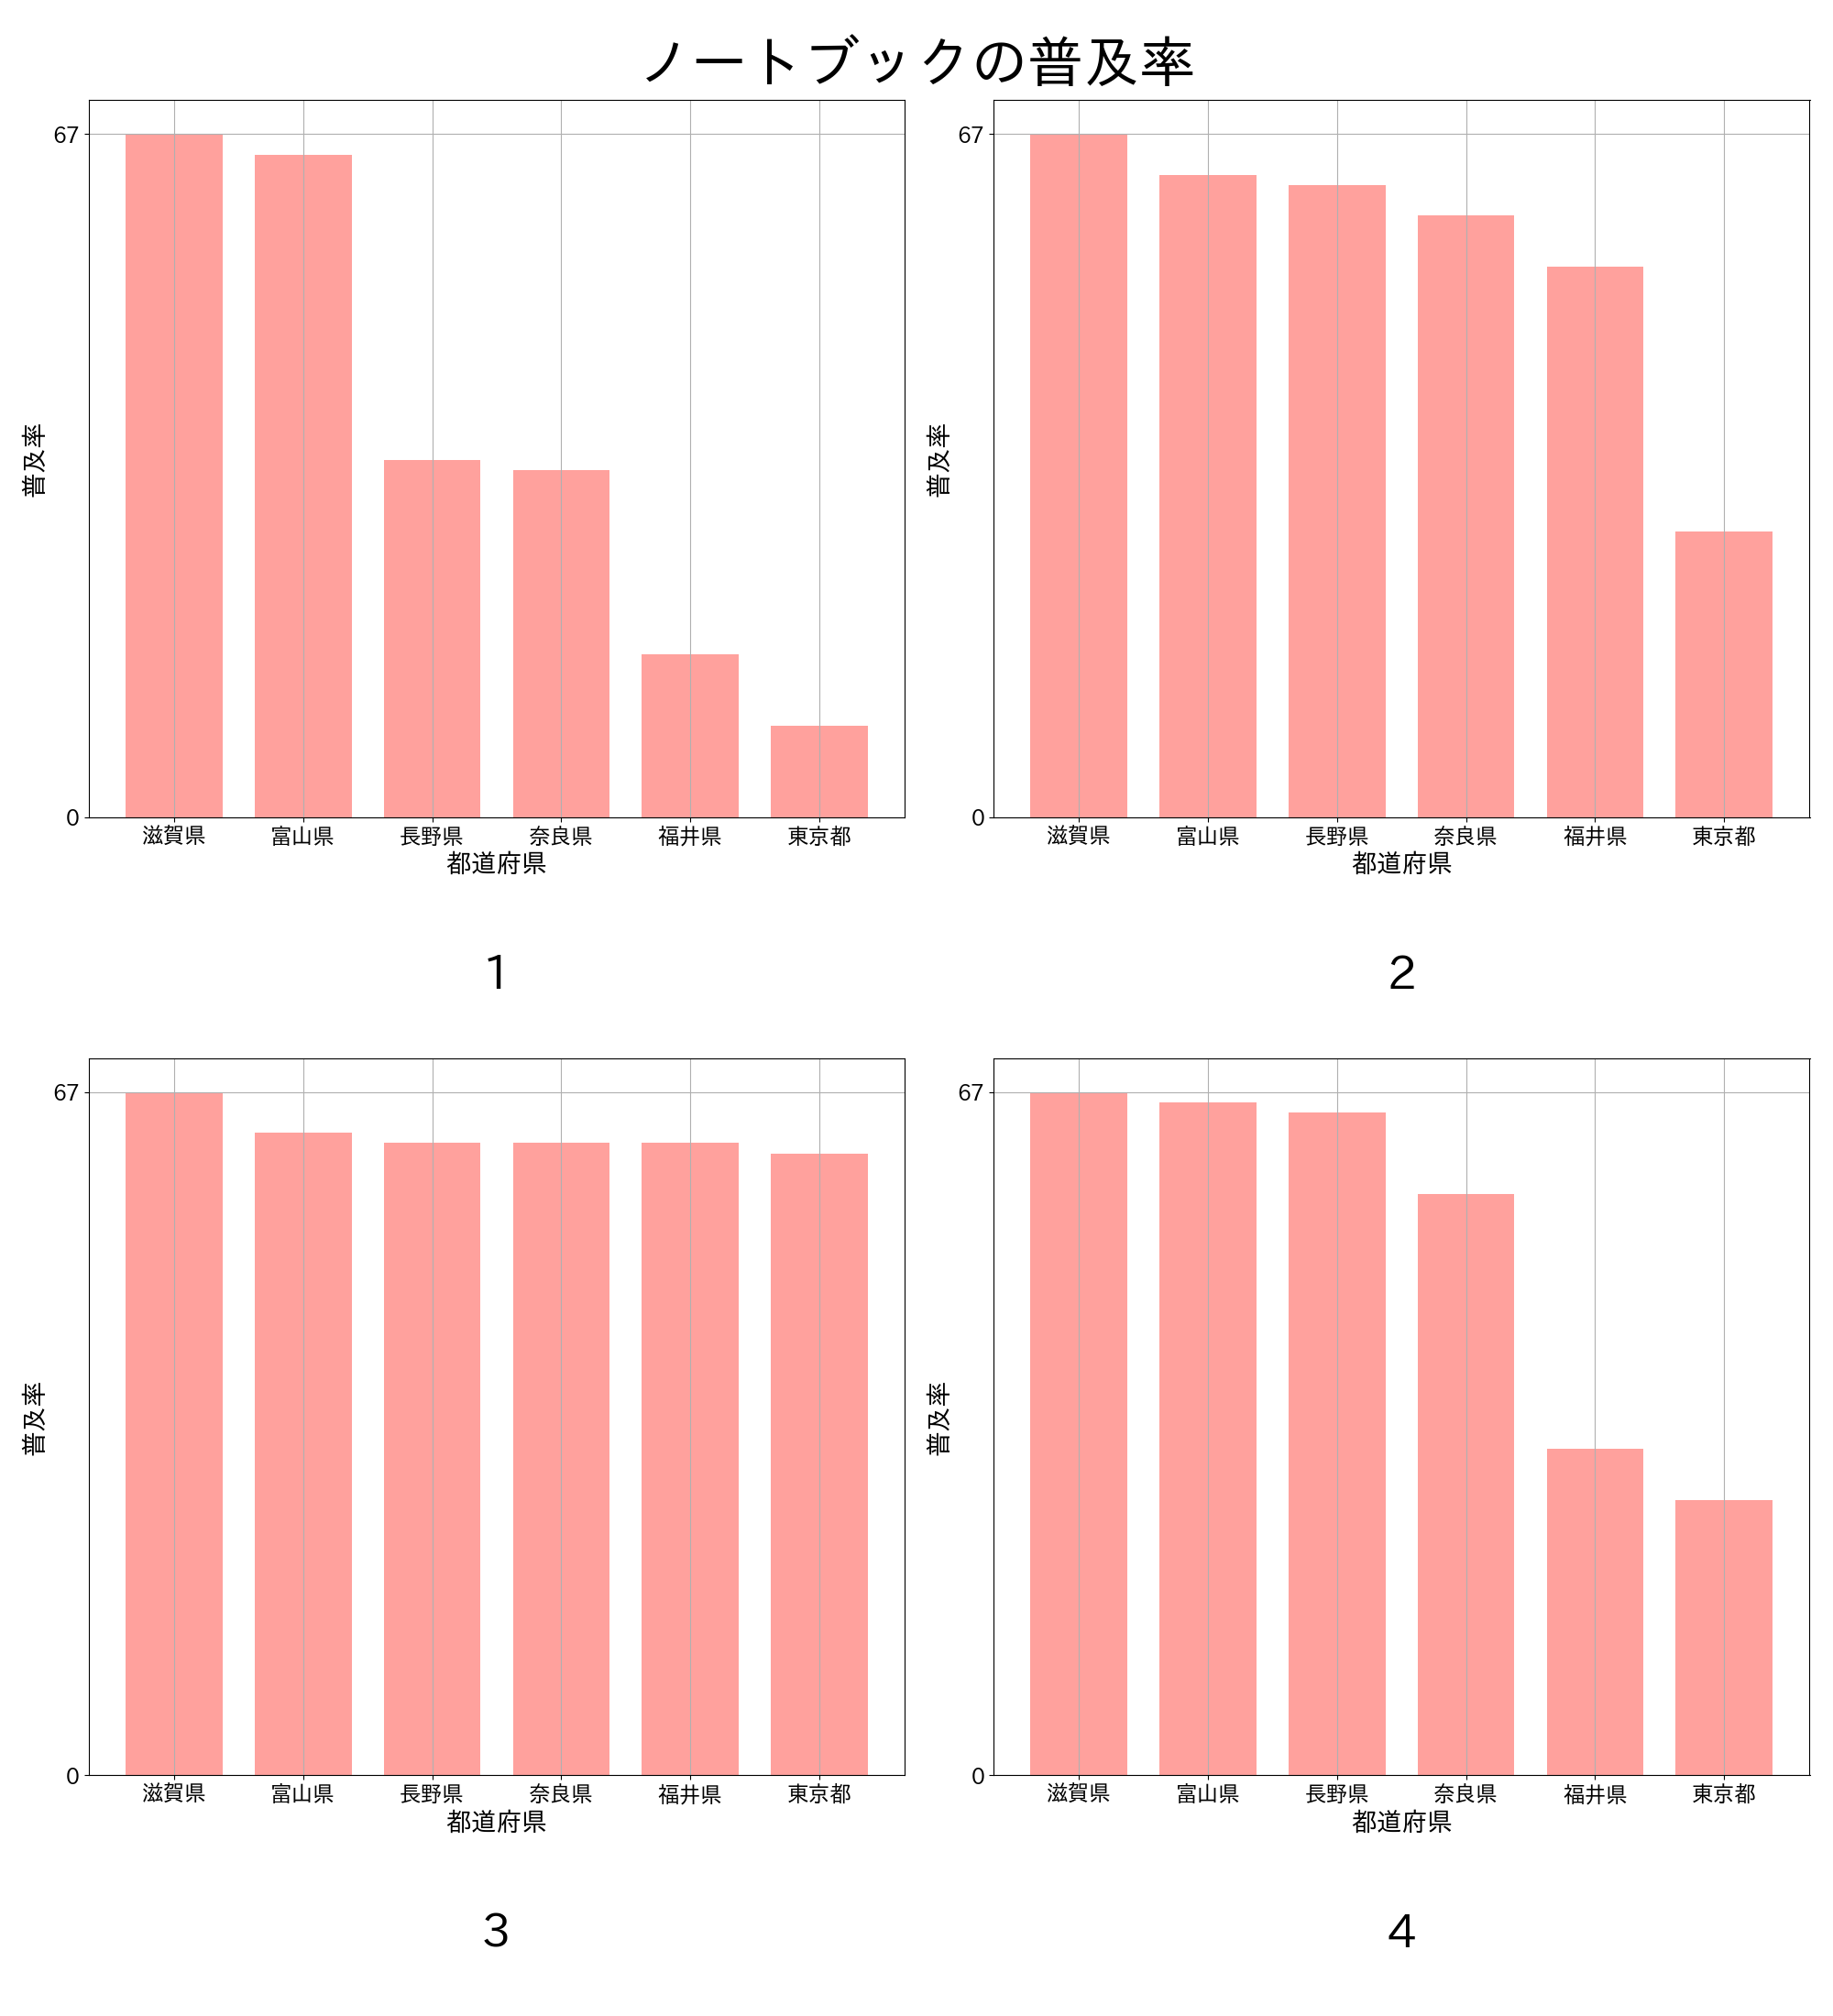 ノートブックの普及率
67
普及率
0
滋賀県 富山県 長野県 奈良県 福井県 東京都
都道府県
1
67
普及率
0
滋賀県 富山県 長野県 奈良県 福井県 東京都
都道府県
2
67
普及率
0
滋賀県 富山県 長野県 奈良県 福井県 東京都
都道府県
3
67
普及率
0
滋賀県 富山県 長野県 奈良県 福井県 東京都
都道府県
4